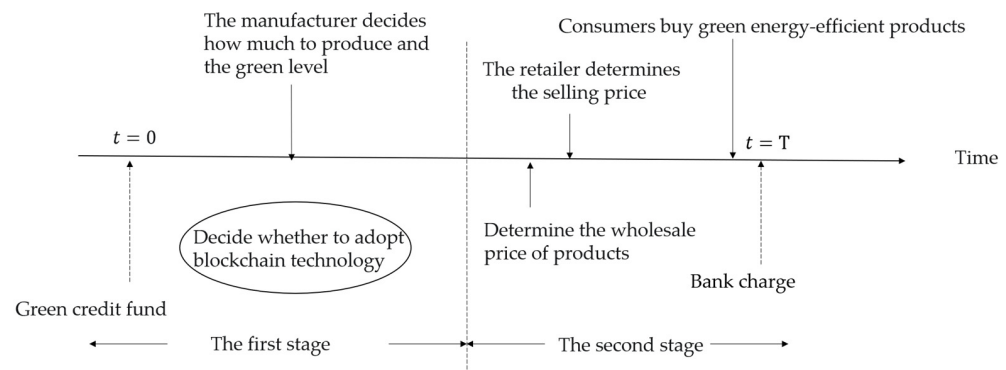 The manufacturer decides
how much to produce and
the green level
Consumers buy green energy-efficient products
The retailer determines
the selling price
t = 0
t = T
Time
Decide whether to adopt
blockchain technology
Determine the wholesale
price of products
Bank charge
Green credit fund
The first stage
The second stage